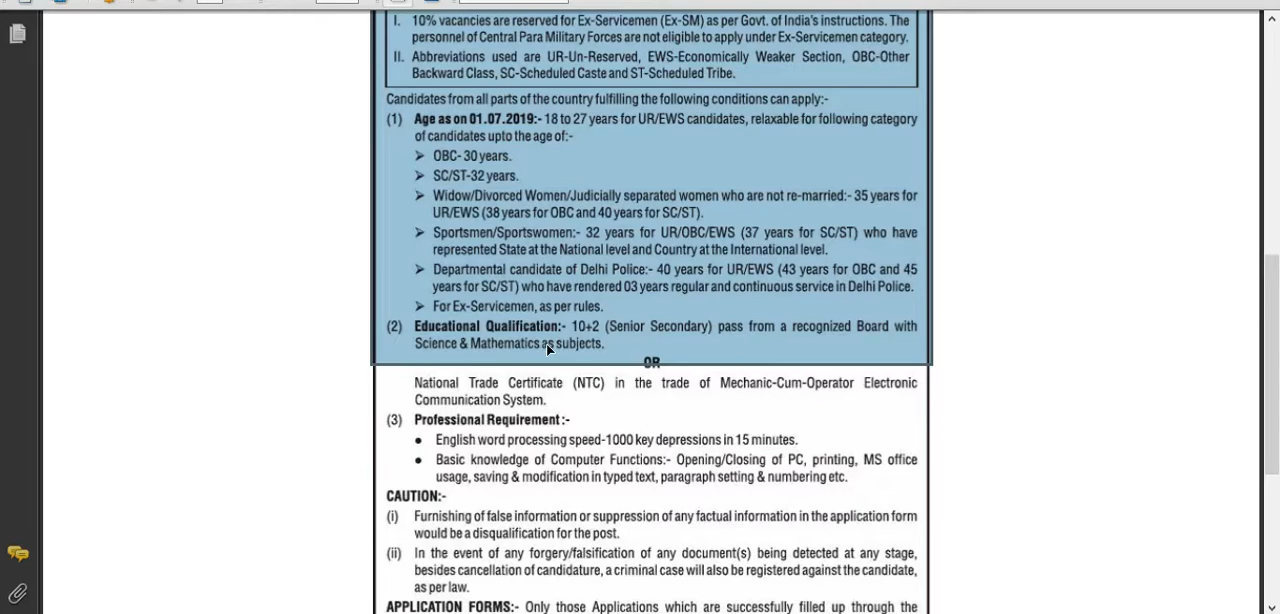 I. 10% vacancies are reserved for Ex-Servicemen (Ex-SM) as per Govt. of India's instructions. The
personnel of Central Para Military Forces are not eligible to apply under Ex-Servicemen category.
II. Abbreviations used are UR-Un-Reserved, EWS-Economically Weaker Section, OBC-Other
Backward Class, SC-Scheduled Caste and ST-Scheduled Tribe.
Candidates from all parts of the country fulfilling the following conditions can apply:-
(1) Age as on 01.07.2019:- 18 to 27 years for UR/EWS candidates, relaxable for following category
of candidates upto the age of:-
➢ OBC- 30 years.
➢ SC/ST-32 years.
➢ Widow/Divorced Women/Judicially separated women who are not re-married:- 35 years for
UR/EWS (38 years for OBC and 40 years for SC/ST).
➢ Sportsmen/Sportswomen:- 32 years for UR/OBC/EWS (37 years for SC/ST) who have
represented State at the National level and Country at the International level.
➢ Departmental candidate of Delhi Police:- 40 years for UR/EWS (43 years for OBC and 45
years for SC/ST) who have rendered 03 years regular and continuous service in Delhi Police.
➢ For Ex-Servicemen, as per rules.
(2) Educational Qualification:- 10+2 (Senior Secondary) pass from a recognized Board with
Science & Mathematics as subjects.
OR
National Trade Certificate (NTC) in the trade of Mechanic-Cum-Operator Electronic
Communication System.
(3) Professional Requirement :-
• English word processing speed-1000 key depressions in 15 minutes.
• Basic knowledge of Computer Functions:- Opening/Closing of PC, printing, MS office
usage, saving & modification in typed text, paragraph setting & numbering etc.
CAUTION:-
(i) Furnishing of false information or suppression of any factual information in the application form
would be a disqualification for the post.
(ii) In the event of any forgery/falsification of any document(s) being detected at any stage,
besides cancellation of candidature, a criminal case will also be registered against the candidate,
as per law.
APPLICATION FORMS:- Only those Applications which are successfully filled up through the